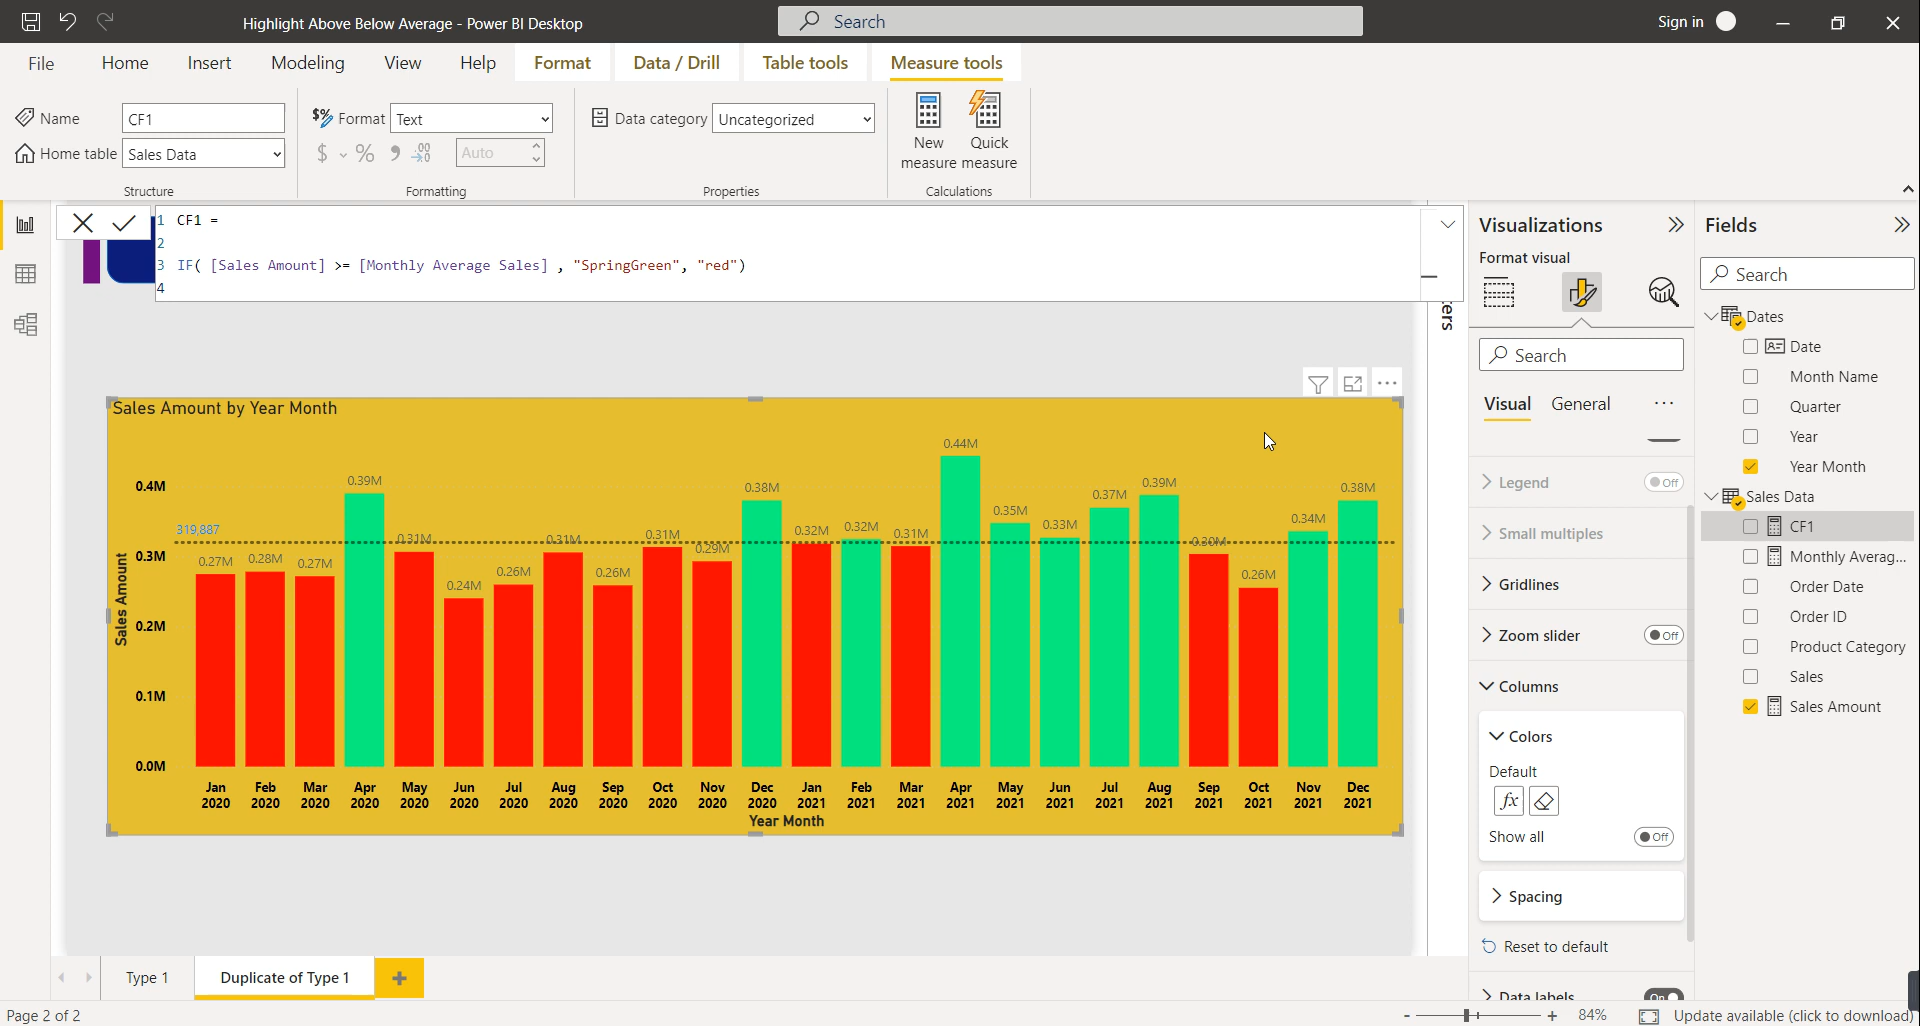 Highlight Above Below Average - Power BI Desktop
Search
Sign in
File
Home
Insert
Modeling
View
Help
Format
Data / Drill
Table tools
Measure tools
Name
CF1
Home table
Sales Data
Structure
Format
Text
$
%
Auto
Formatting
Data category
Uncategorized
Properties
New
measure
Quick
measure
Calculations
1 CF1 =
2
3 IF( [Sales Amount] >= [Monthly Average Sales] , "SpringGreen", "red")
4
ers
Sales Amount by Year Month
0.4M
0.3M
0.2M
0.1M
0.0M
Sales Amount
319,887
0.27M
0.28M
0.27M
0.39M
0.31M
0.24M
0.26M
0.31M
0.26M
0.31M
0.29M
0.38M
0.32M
0.32M
0.31M
0.44M
0.35M
0.33M
0.37M
0.39M
0.30M
0.26M
0.34M
0.38M
Jan 2020
Feb 2020
Mar 2020
Apr 2020
May 2020
Jun 2020
Jul 2020
Aug 2020
Sep 2020
Oct 2020
Nov 2020
Dec 2020
Jan 2021
Feb 2021
Mar 2021
Apr 2021
May 2021
Jun 2021
Jul 2021
Aug 2021
Sep 2021
Oct 2021
Nov 2021
Dec 2021
Year Month
Visualizations
Format visual
Search
Visual
General
Legend
Off
Small multiples
Gridlines
Zoom slider
Off
Columns
Colors
Default
fx
Show all
Off
Spacing
Reset to default
Data labels
On
Fields
Search
Dates
Date
Month Name
Quarter
Year
Year Month
Sales Data
CF1
Monthly Averag...
Order Date
Order ID
Product Category
Sales
Sales Amount
Type 1
Duplicate of Type 1
+
Page 2 of 2
- + 84%
Update available (click to download)